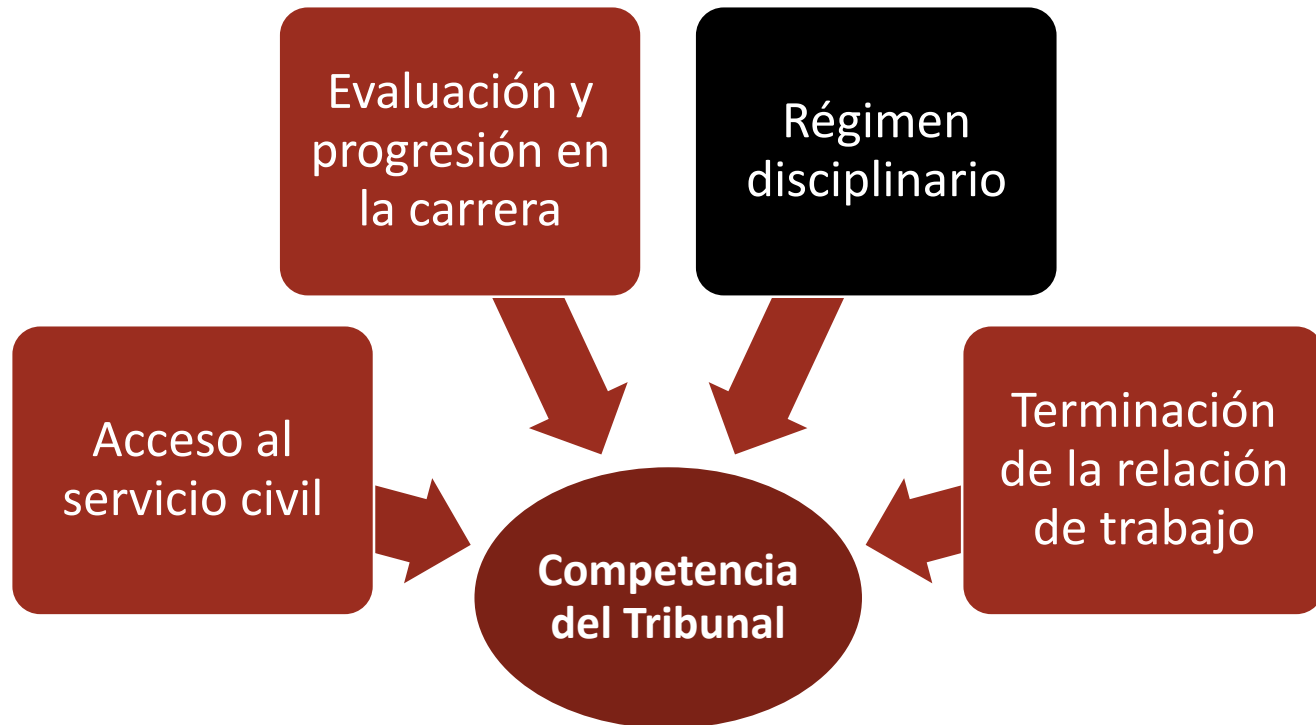 Evaluación y
progresión en
la carrera
Régimen
disciplinario
Acceso al
servicio civil
Terminación
de la relación
de trabajo
Competencia
del Tribunal